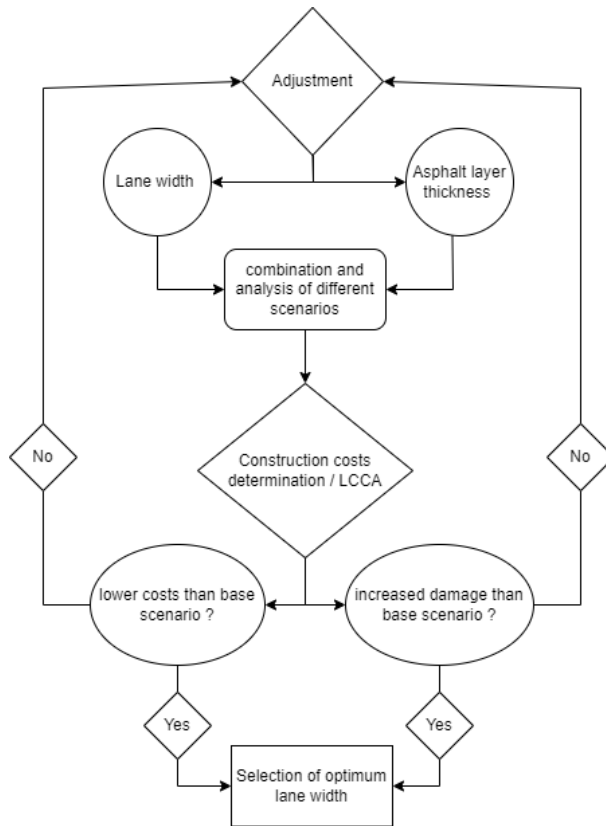 Adjustment
Lane width
Asphalt layer
thickness
combination and
analysis of different
scenarios
Construction costs
determination / LCCA
No
No
lower costs than base
scenario ?
increased damage than
base scenario ?
Yes
Yes
Selection of optimum
lane width